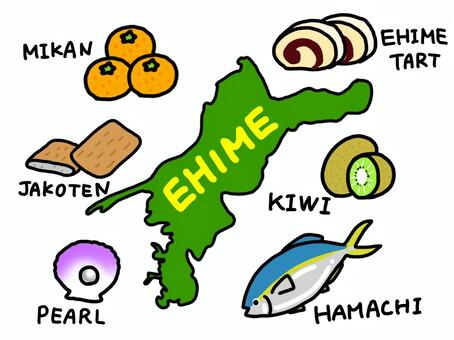 MIKAN
EHIME
TART
EHIME
JAKOTEN
KIWI
PEARL
HAMACHI